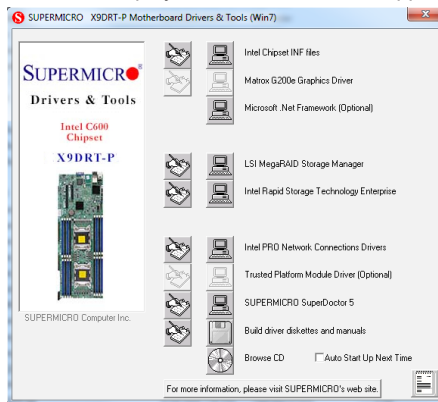 SUPERMICRO X9DRT-P Motherboard Drivers & Tools (Win7)
SUPERMICRO®
Drivers & Tools
Intel C600
Chipset
X9DRT-P
SUPERMICRO Computer Inc.
Intel Chipset INF files
Matrox G200e Graphics Driver
Microsoft .Net Framework (Optional)
LSI MegaRAID Storage Manager
Intel Rapid Storage Technology Enterprise
Intel PRO Network Connections Drivers
Trusted Platform Module Driver (Optional)
SUPERMICRO SuperDoctor 5
Build driver diskettes and manuals
Browse CD
Auto Start Up Next Time
For more information, please visit SUPERMICRO's web site.